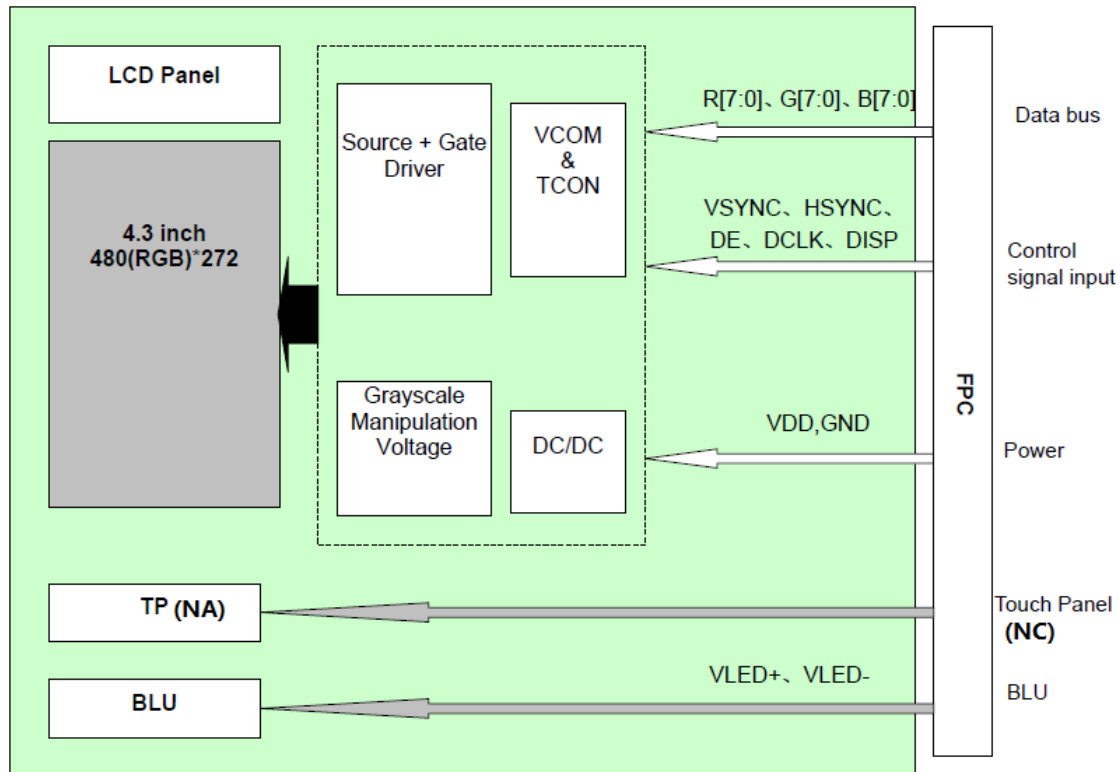 LCD Panel
4.3 inch
480(RGB)*272
Source + Gate
Driver
VCOM
&
TCON
Grayscale
Manipulation
Voltage
DC/DC
R[7:0]、G[7:0]、B[7:0]
VSYNC、HSYNC、
DE、DCLK、DISP
VDD,GND
TP (NA)
BLU
VLED+、VLED-
FPC
Data bus
Control
signal input
Power
Touch Panel
(NC)
BLU